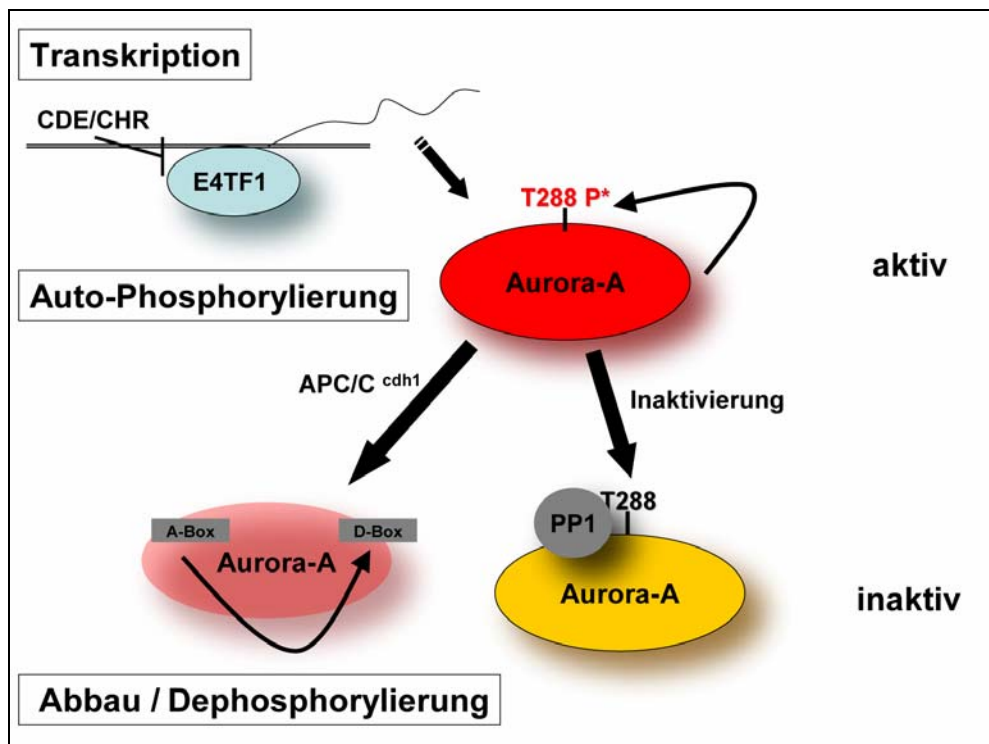 Transkription
CDE/CHR
E4TF1
T288 P*
Aurora-A
aktiv
Auto-Phosphorylierung
APC/C cdh1
Inaktivierung
T288
PP1
A-Box
D-Box
Aurora-A
Aurora-A
inaktiv
Abbau / Dephosphorylierung